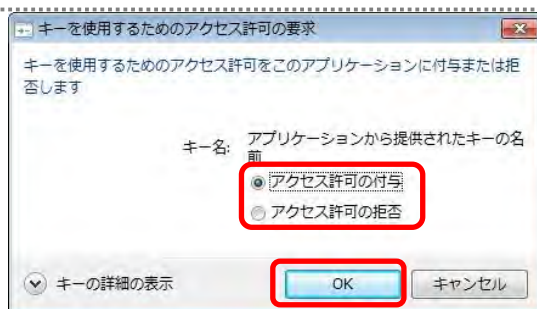 キーを使用するためのアクセス許可の要求
キーを使用するためのアクセス許可をこのアプリケーションに付与または拒
否します
キー名: アプリケーションから提供されたキーの名
前
アクセス許可の付与
アクセス許可の拒否
キーの詳細の表示 OK キャンセル